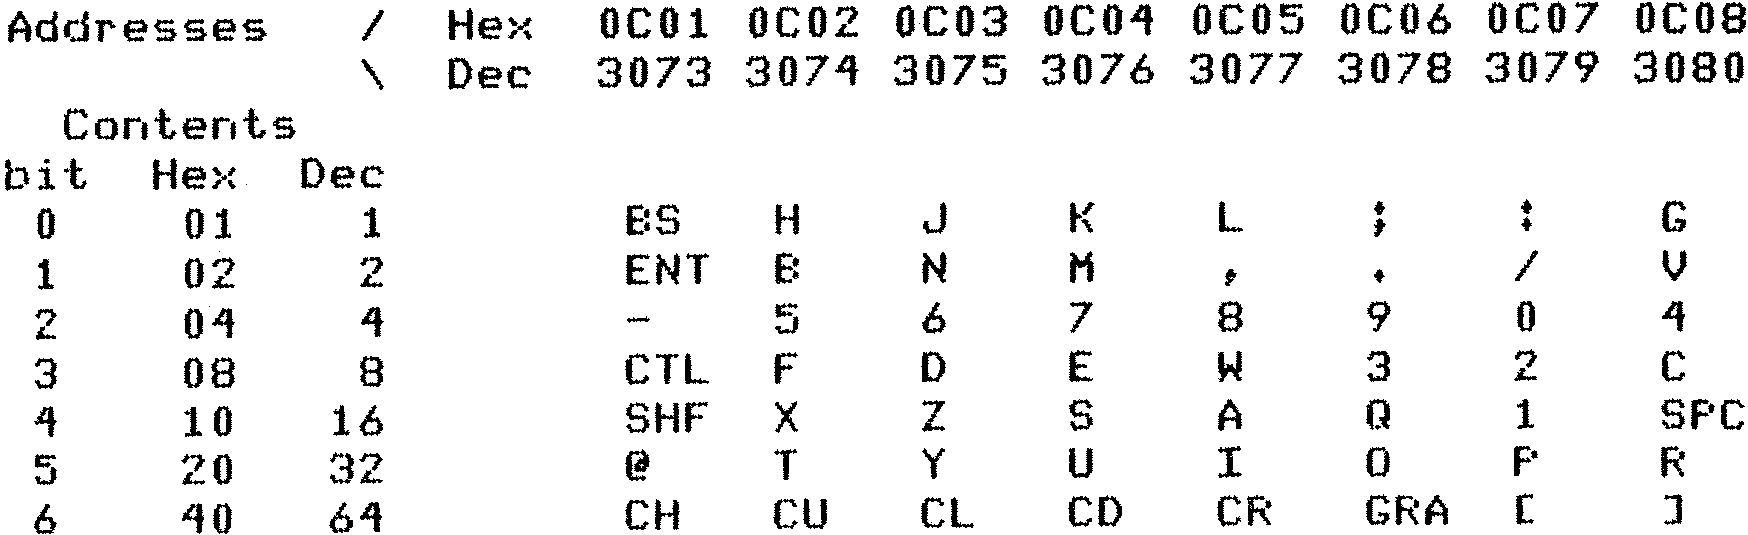 Addresses / Hex 0C01 0C02 0C03 0C04 0C05 0C06 0C07 0C08
\ Dec 3073 3074 3075 3076 3077 3078 3079 3080
Contents
bit Hex Dec
0 01 1 BS H J K L ; : G
1 02 2 ENT B N M , . / V
2 04 4 - 5 6 7 8 9 0 4
3 08 8 CTL F D E W 3 2 C
4 10 16 SHF X Z S A Q 1 SPC
5 20 32 @ T Y U I O P R
6 40 64 CH CU CL CD CR GRA [ ]